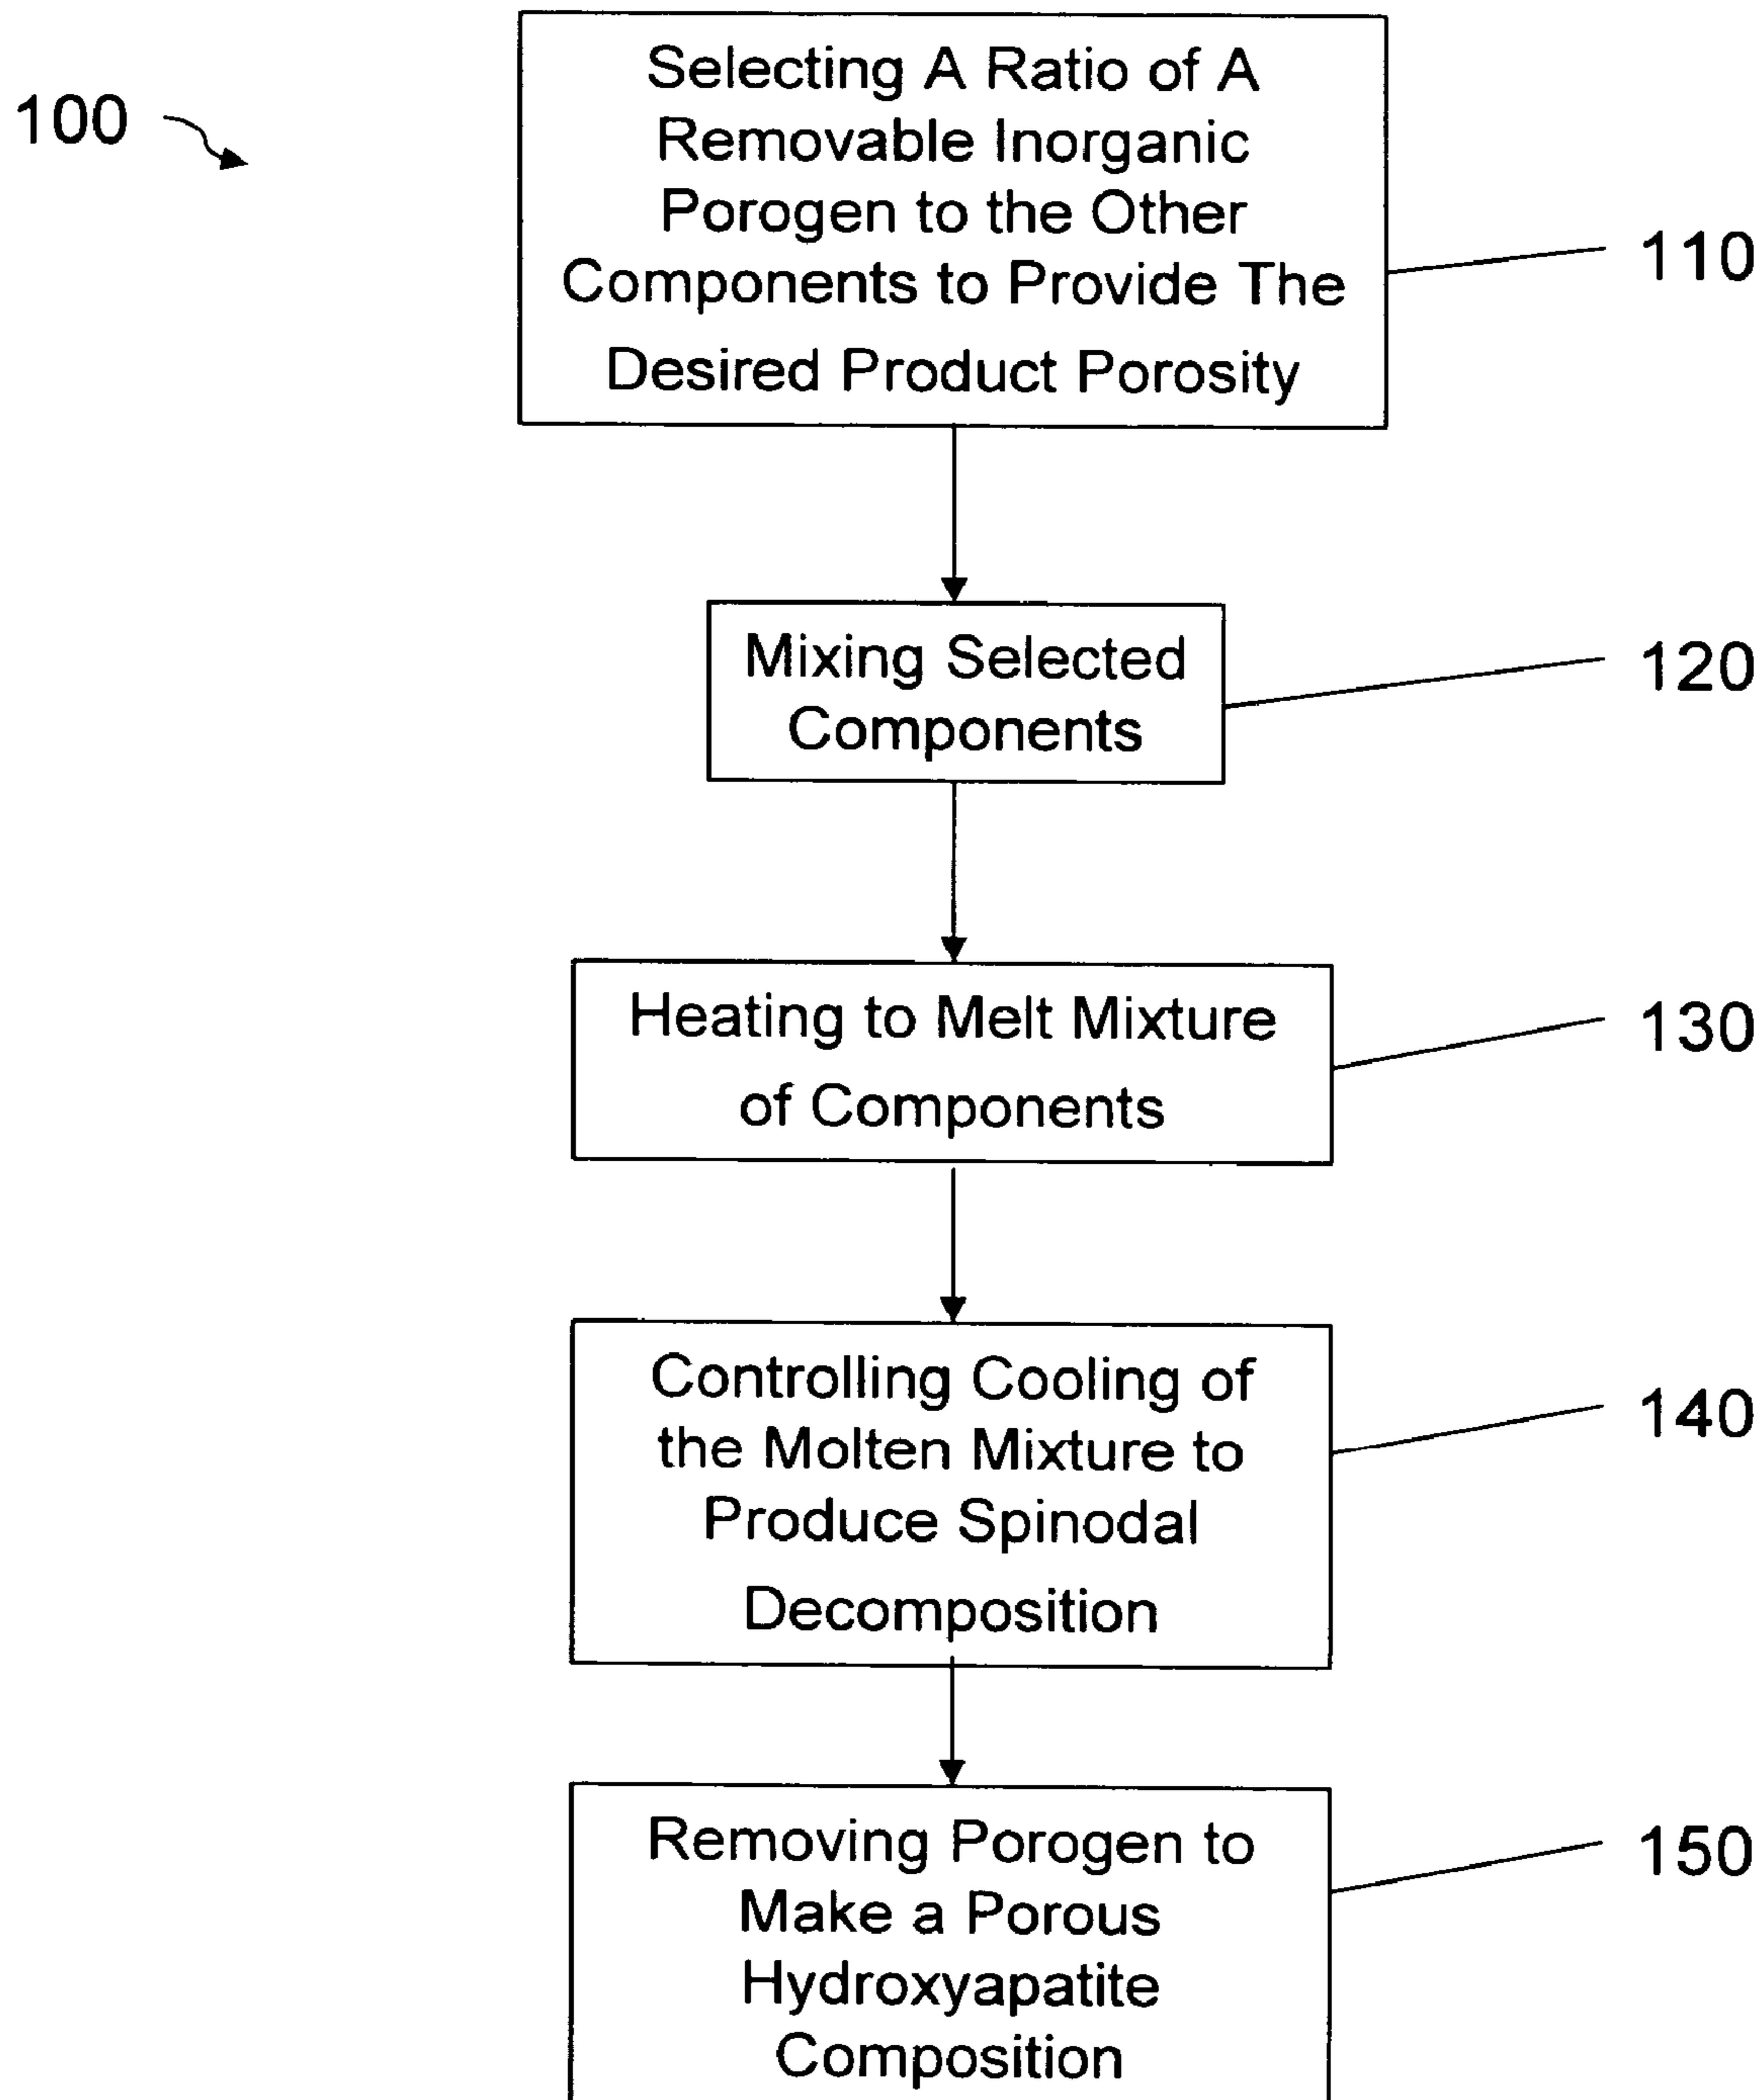 100
Selecting A Ratio of A
Removable Inorganic
Porogen to the Other
Components to Provide The
Desired Product Porosity
110
Mixing Selected
Components
120
Heating to Melt Mixture
of Components
130
Controlling Cooling of
the Molten Mixture to
Produce Spinodal
Decomposition
140
Removing Porogen to
Make a Porous
Hydroxyapatite
Composition
150